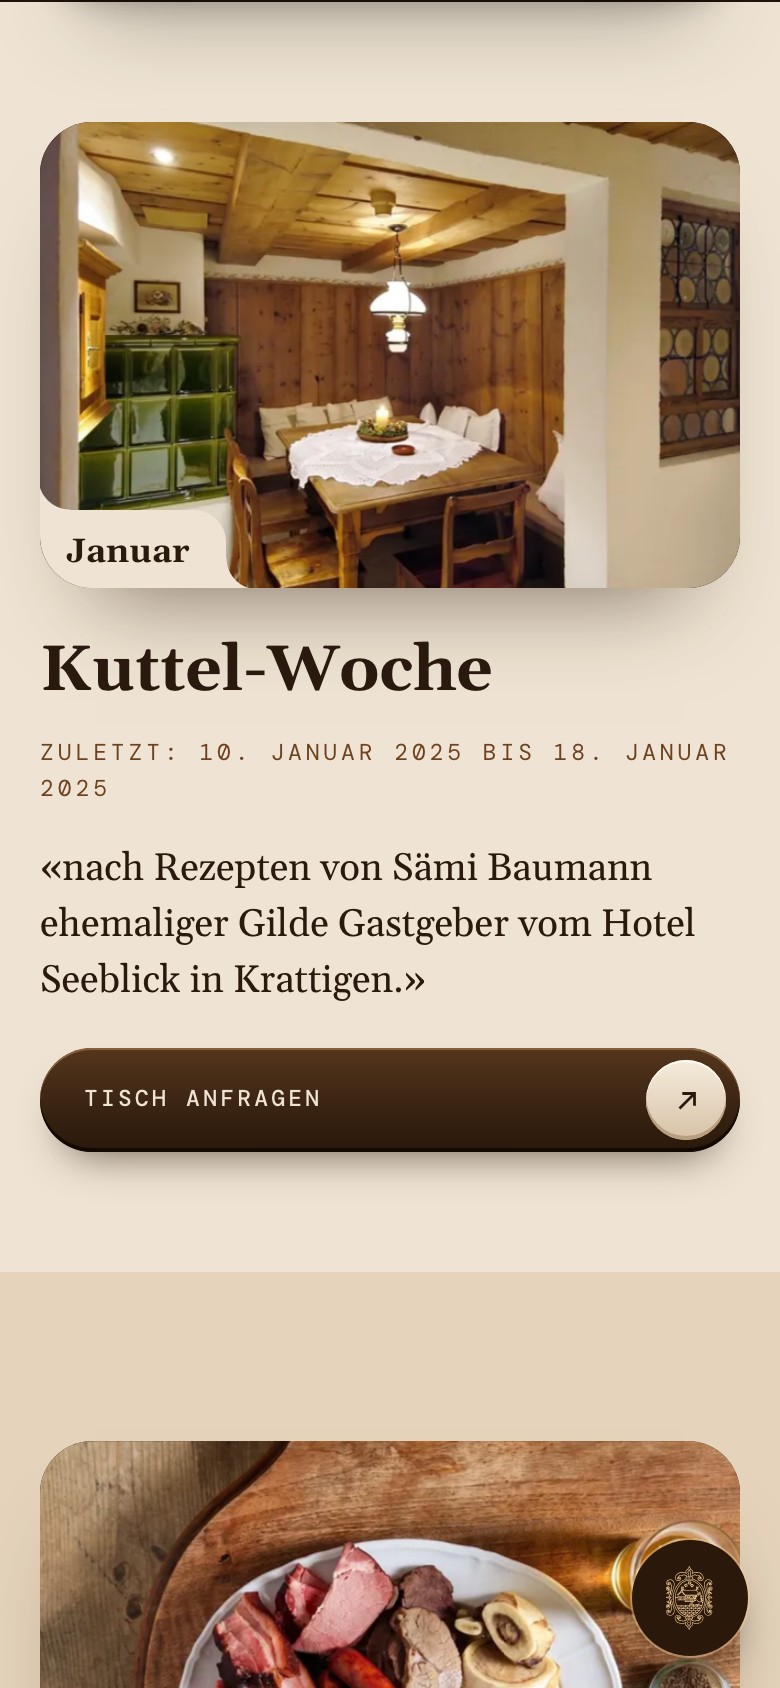 Januar
Kuttel-Woche
ZULETZT: 10. JANUAR 2025 BIS 18. JANUAR
2025
«nach Rezepten von Sämi Baumann
ehemaliger Gilde Gastgeber vom Hotel
Seeblick in Krattigen.»
TISCH ANFRAGEN